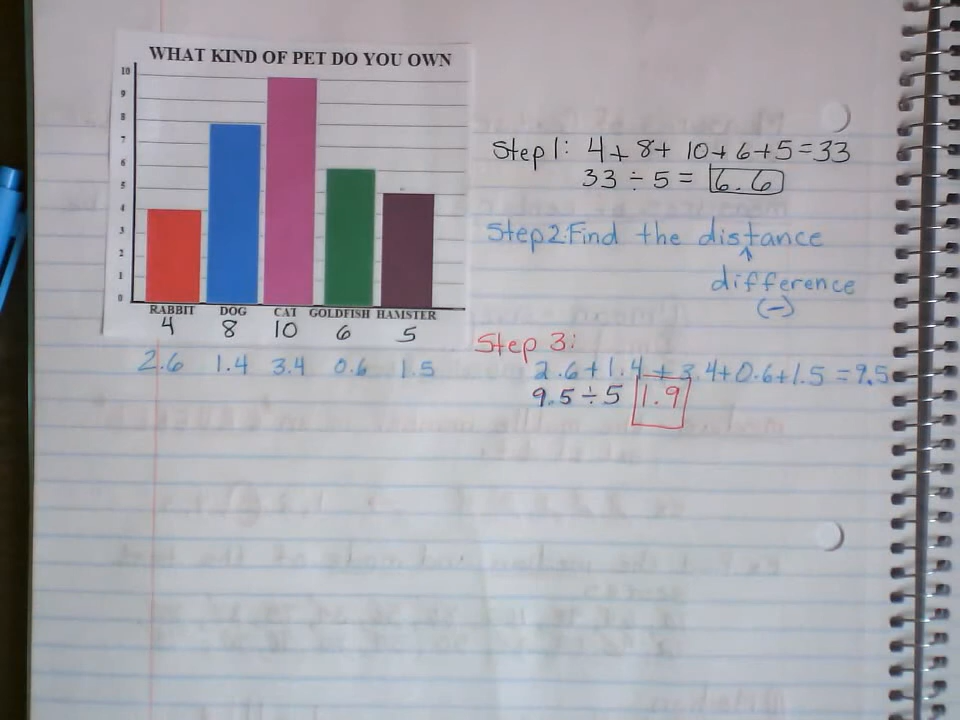 WHAT KIND OF PET DO YOU OWN
10
9
8
7
6
5
4
3
2
1
0
RABBIT DOG CAT GOLDFISH HAMSTER
4 8 10 6 5
2.6 1.4 3.4 0.6 1.5
Step 1: 4+8+10+6+5=33
33÷5= 6.6
Step 2: Find the distance
difference
(-)
Step 3:
2.6+1.4+3.4+0.6+1.5=9.5
9.5÷5 1.9